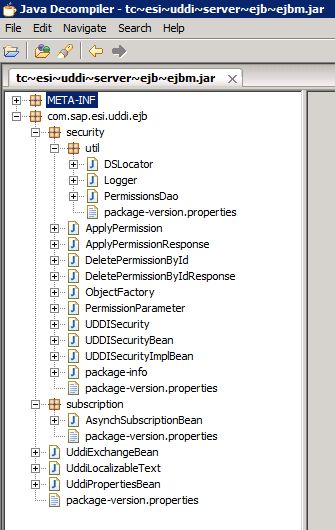 Java Decompiler - tc~esi~uddi~server~ejb~ejbm.jar
File Edit Navigate Search Help
tc~esi~uddi~server~ejb~ejbm.jar
META-INF
com.sap.esi.uddi.ejb
security
util
DSLocator
Logger
PermissionsDao
package-version.properties
ApplyPermission
ApplyPermissionResponse
DeletePermissionById
DeletePermissionByIdResponse
ObjectFactory
PermissionParameter
UDDISecurity
UDDISecurityBean
UDDISecurityImplBean
package-info
package-version.properties
subscription
AsynchSubscriptionBean
package-version.properties
UddiExchangeBean
UddiLocalizableText
UddiPropertiesBean
package-version.properties